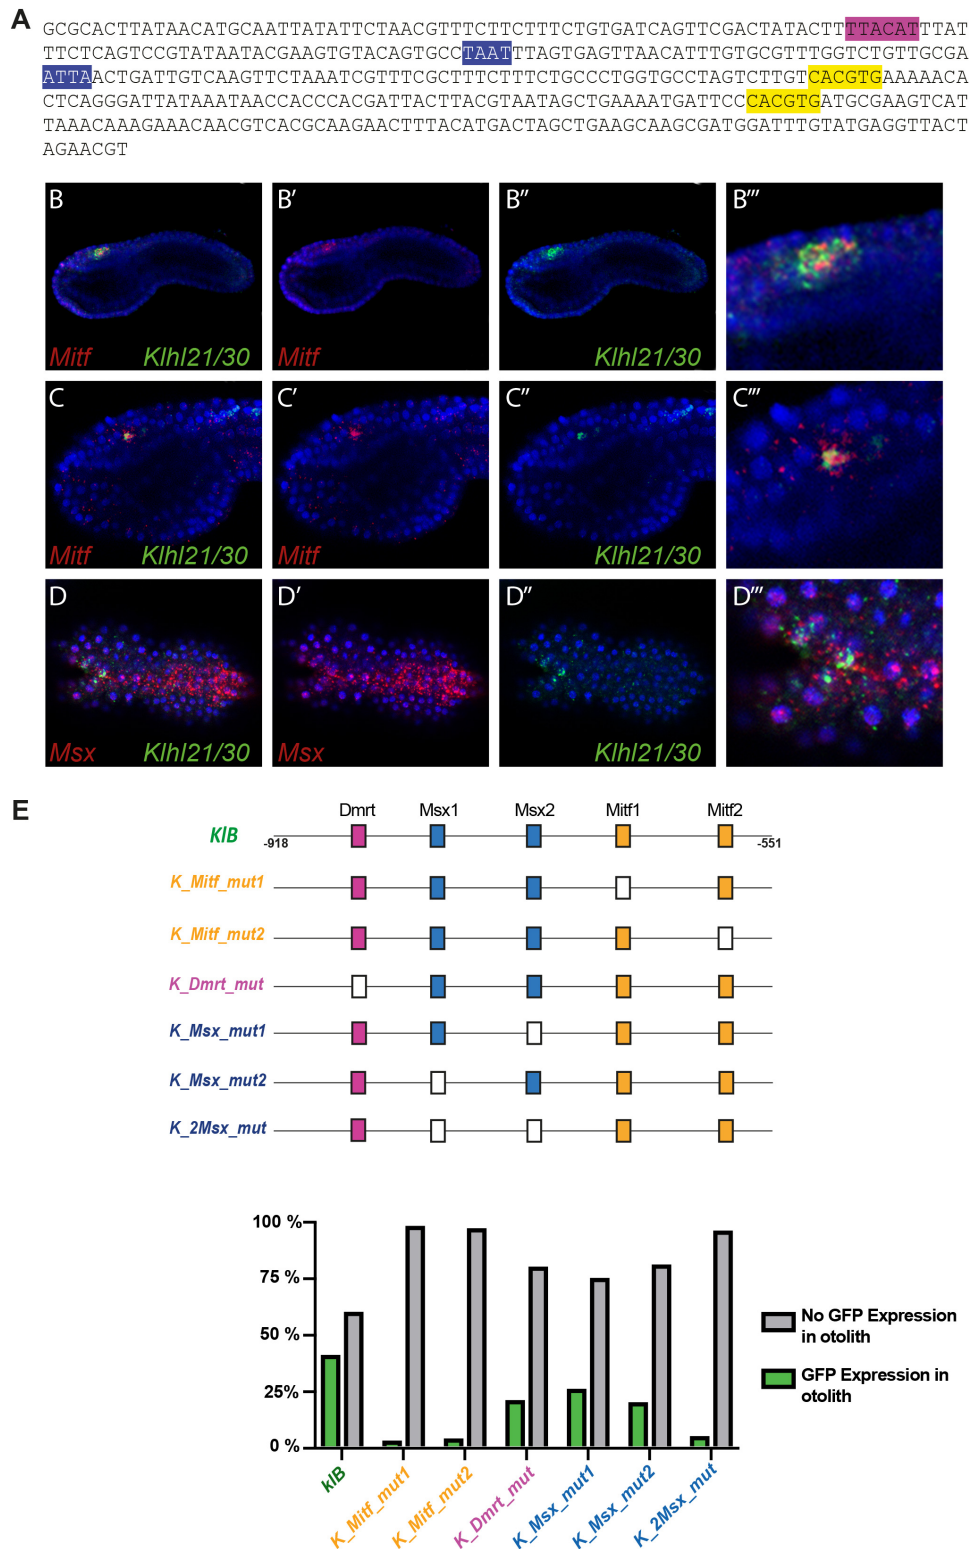 A
GCGCACTTATAACATGCAATTATATTCTAACGTTTCTTCTTTCTGTGATCAGTTCGACTATACTTTTACATTTAT
TTCTCAGTCCGTATAATACGAAGTGTACAGTGCCTAATTTAGTGAGTTAACATTTGTGCGTTTGGTCTGTTGCGA
ATTAACTGATTGTCAAGTTCTAAATCGTTTCGCTTTCTTTCTGCCCTGGTGCCTAGTCTTGTCACGTGAAAAACA
CTCAGGGATTATAAATAACCACCCACGATTACTTACGTAATAGCTGAAAATGATTCCCACGTGATGCGAAGTCAT
TAAACAAAGAAACAACGTCACGCAAGAACTTTACATGACTAGCTGAAGCAAGCGATGGATTTGTATGAGGTTACT
AGAACGT
B B′ B″ B‴
Mitf Klhl21/30 Mitf Klhl21/30
C C′ C″ C‴
Mitf Klhl21/30 Mitf Klhl21/30
D D′ D″ D‴
Msx Klhl21/30 Msx Klhl21/30
E
Dmrt Msx1 Msx2 Mitf1 Mitf2
KlB -918 -551
K_Mitf_mut1
K_Mitf_mut2
K_Dmrt_mut
K_Msx_mut1
K_Msx_mut2
K_2Msx_mut
100 %
75 %
50 %
25%
0 %
No GFP Expression
in otolith
GFP Expression in
otolith
klB K_Mitf_mut1 K_Mitf_mut2 K_Dmrt_mut K_Msx_mut1 K_Msx_mut2 K_2Msx_mut